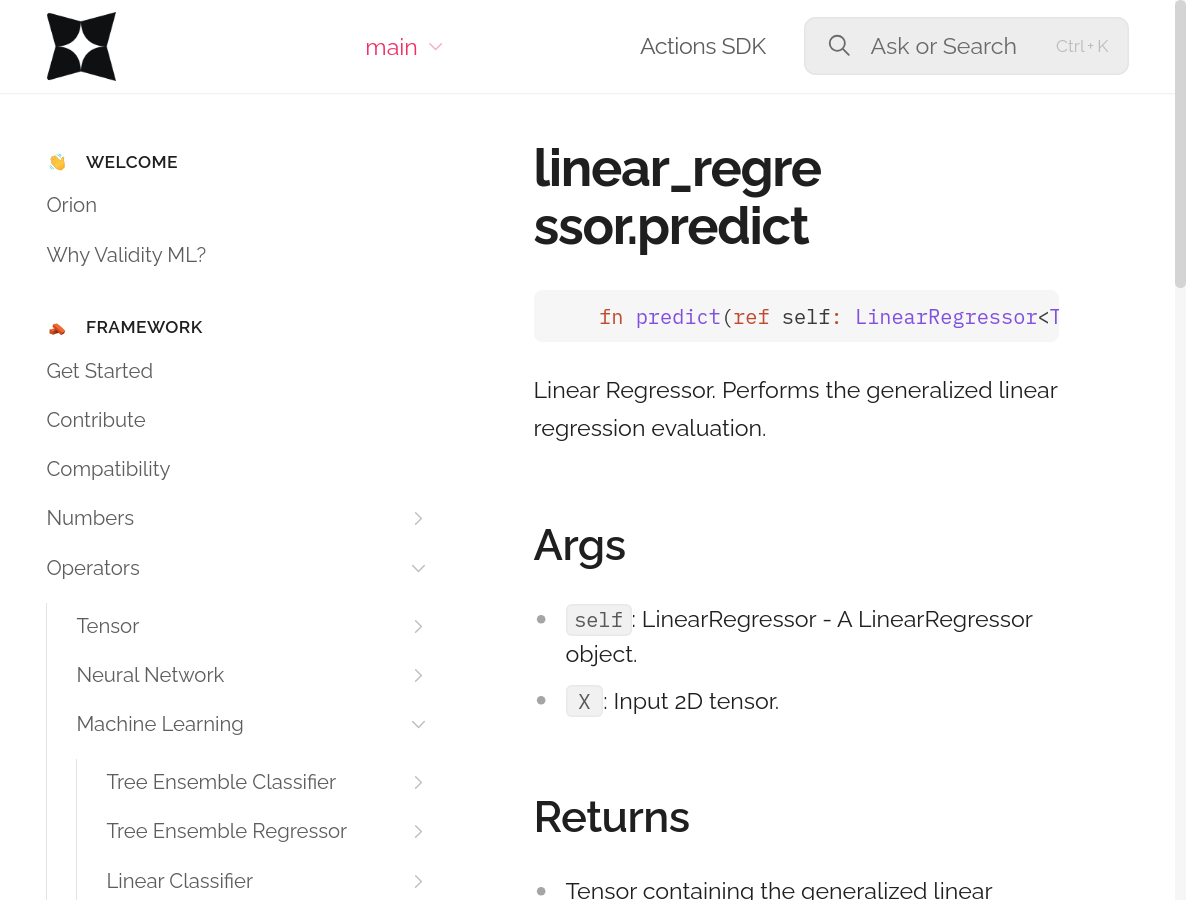 main
Actions SDK
Ask or Search
Ctrl + K
WELCOME
Orion
Why Validity ML?
FRAMEWORK
Get Started
Contribute
Compatibility
Numbers
Operators
Tensor
Neural Network
Machine Learning
Tree Ensemble Classifier
Tree Ensemble Regressor
Linear Classifier
linear_regre
ssor.predict
fn predict(ref self: LinearRegressor<T
Linear Regressor. Performs the generalized linear
regression evaluation.
Args
self: LinearRegressor - A LinearRegressor
object.
X: Input 2D tensor.
Returns
Tensor containing the generalized linear